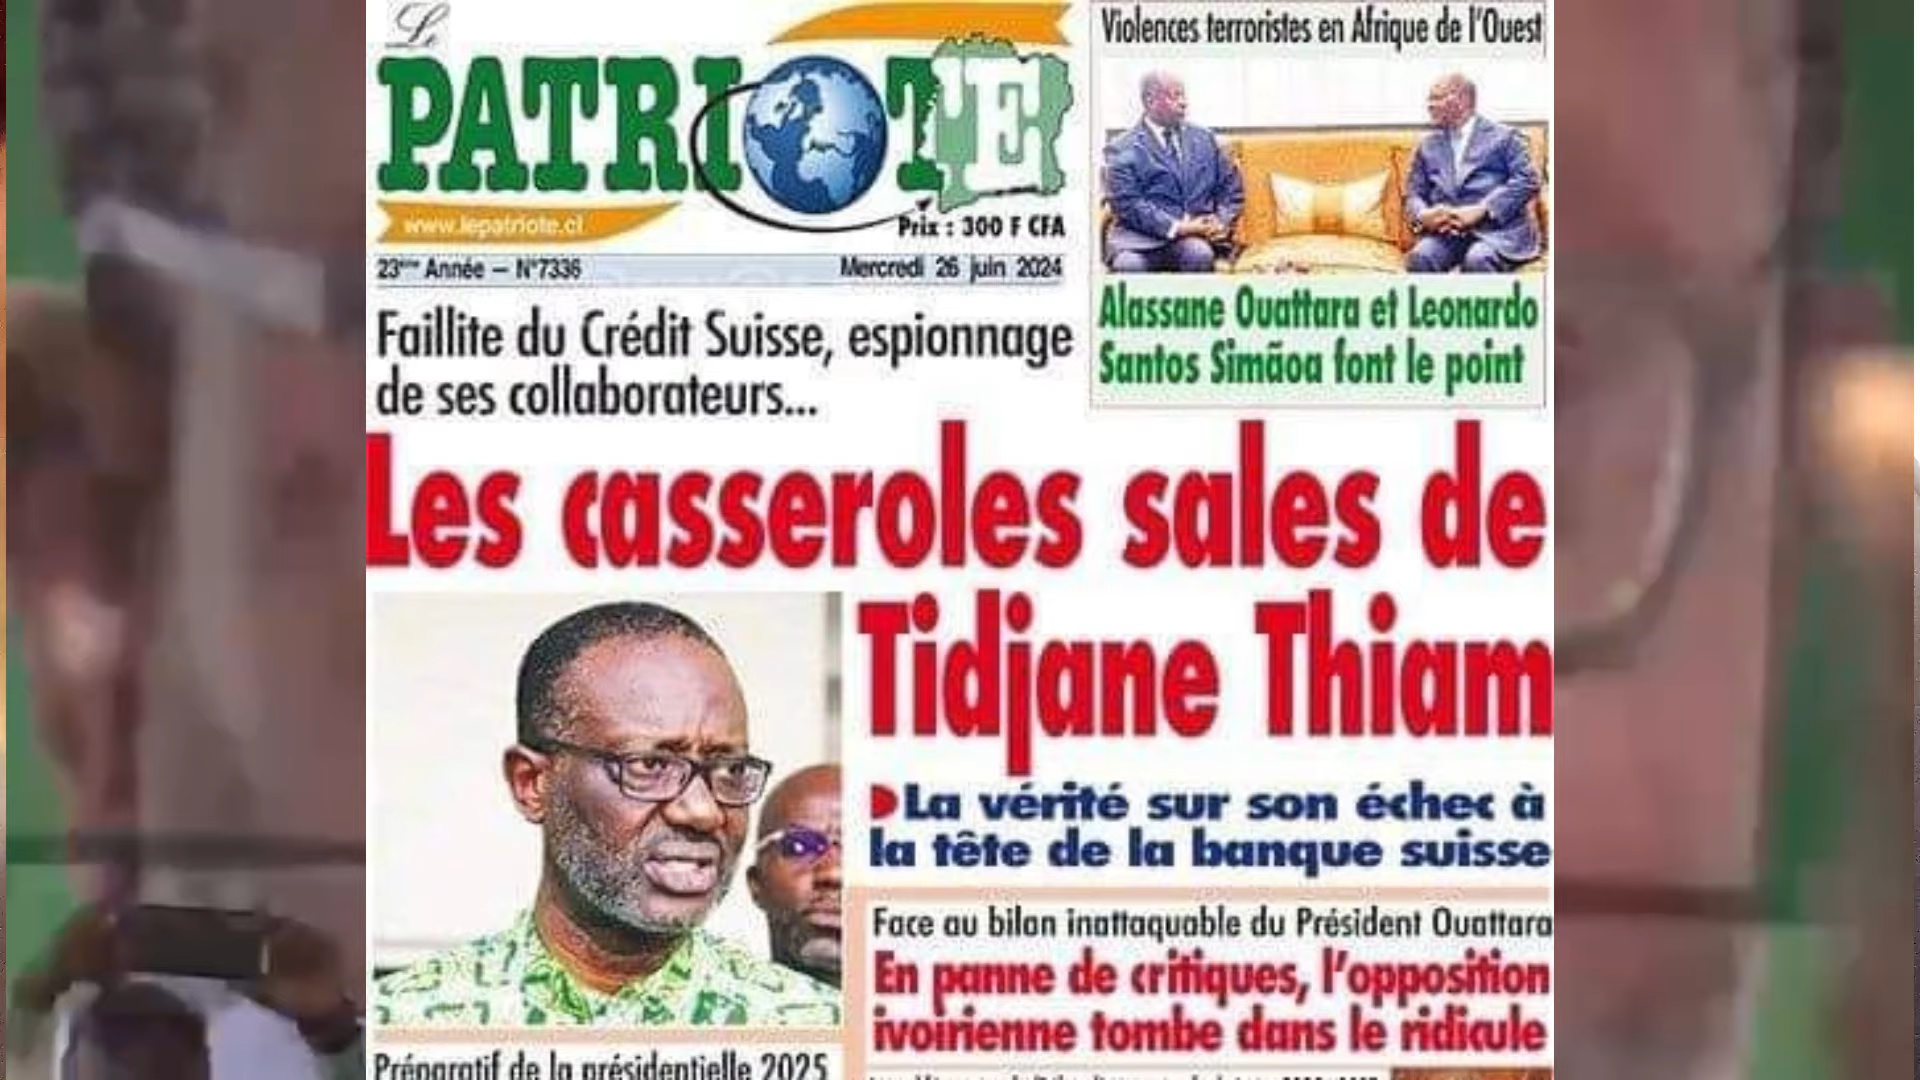 Le
PATRIOTE
www.lepatriote.ci
Prix : 300 F CFA
23ème Année – N°7336
Mercredi 26 juin 2024
Violences terroristes en Afrique de l'Ouest
Alassane Ouattara et Leonardo
Santos Simãoa font le point
Faillite du Crédit Suisse, espionnage
de ses collaborateurs...
Les casseroles sales de
Tidjane Thiam
La vérité sur son échec à
la tête de la banque suisse
Face au bilan inattaquable du Président Ouattara
En panne de critiques, l'opposition
ivoirienne tombe dans le ridicule
Préparatif de la présidentielle 2025